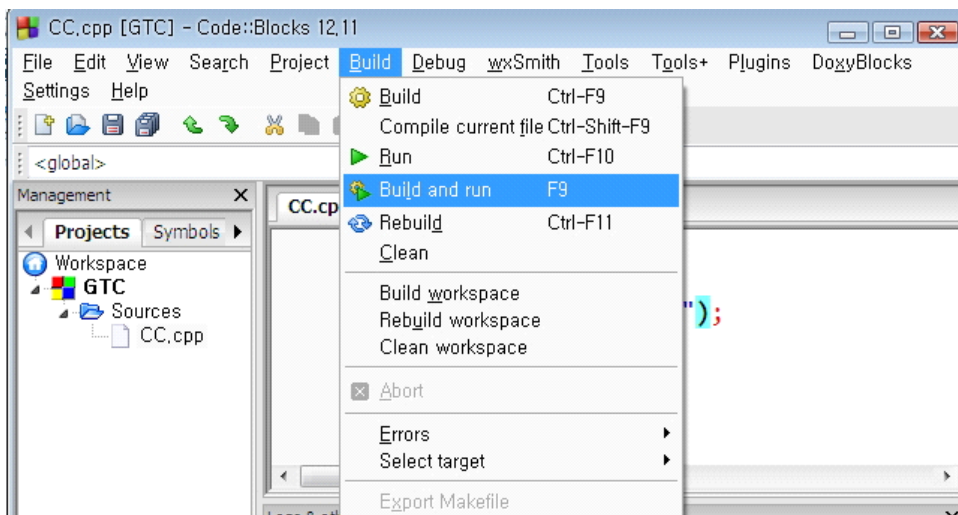 CC.cpp [GTC] - Code::Blocks 12.11
File Edit View Search Project Build Debug wxSmith Tools Tools+ Plugins DoxyBlocks
Settings Help
<global>
Management
Projects Symbols
Workspace
GTC
Sources
CC.cpp
CC.cp
");
Build Ctrl-F9
Compile current file Ctrl-Shift-F9
Run Ctrl-F10
Build and run F9
Rebuild Ctrl-F11
Clean
Build workspace
Rebuild workspace
Clean workspace
Abort
Errors
Select target
Export Makefile